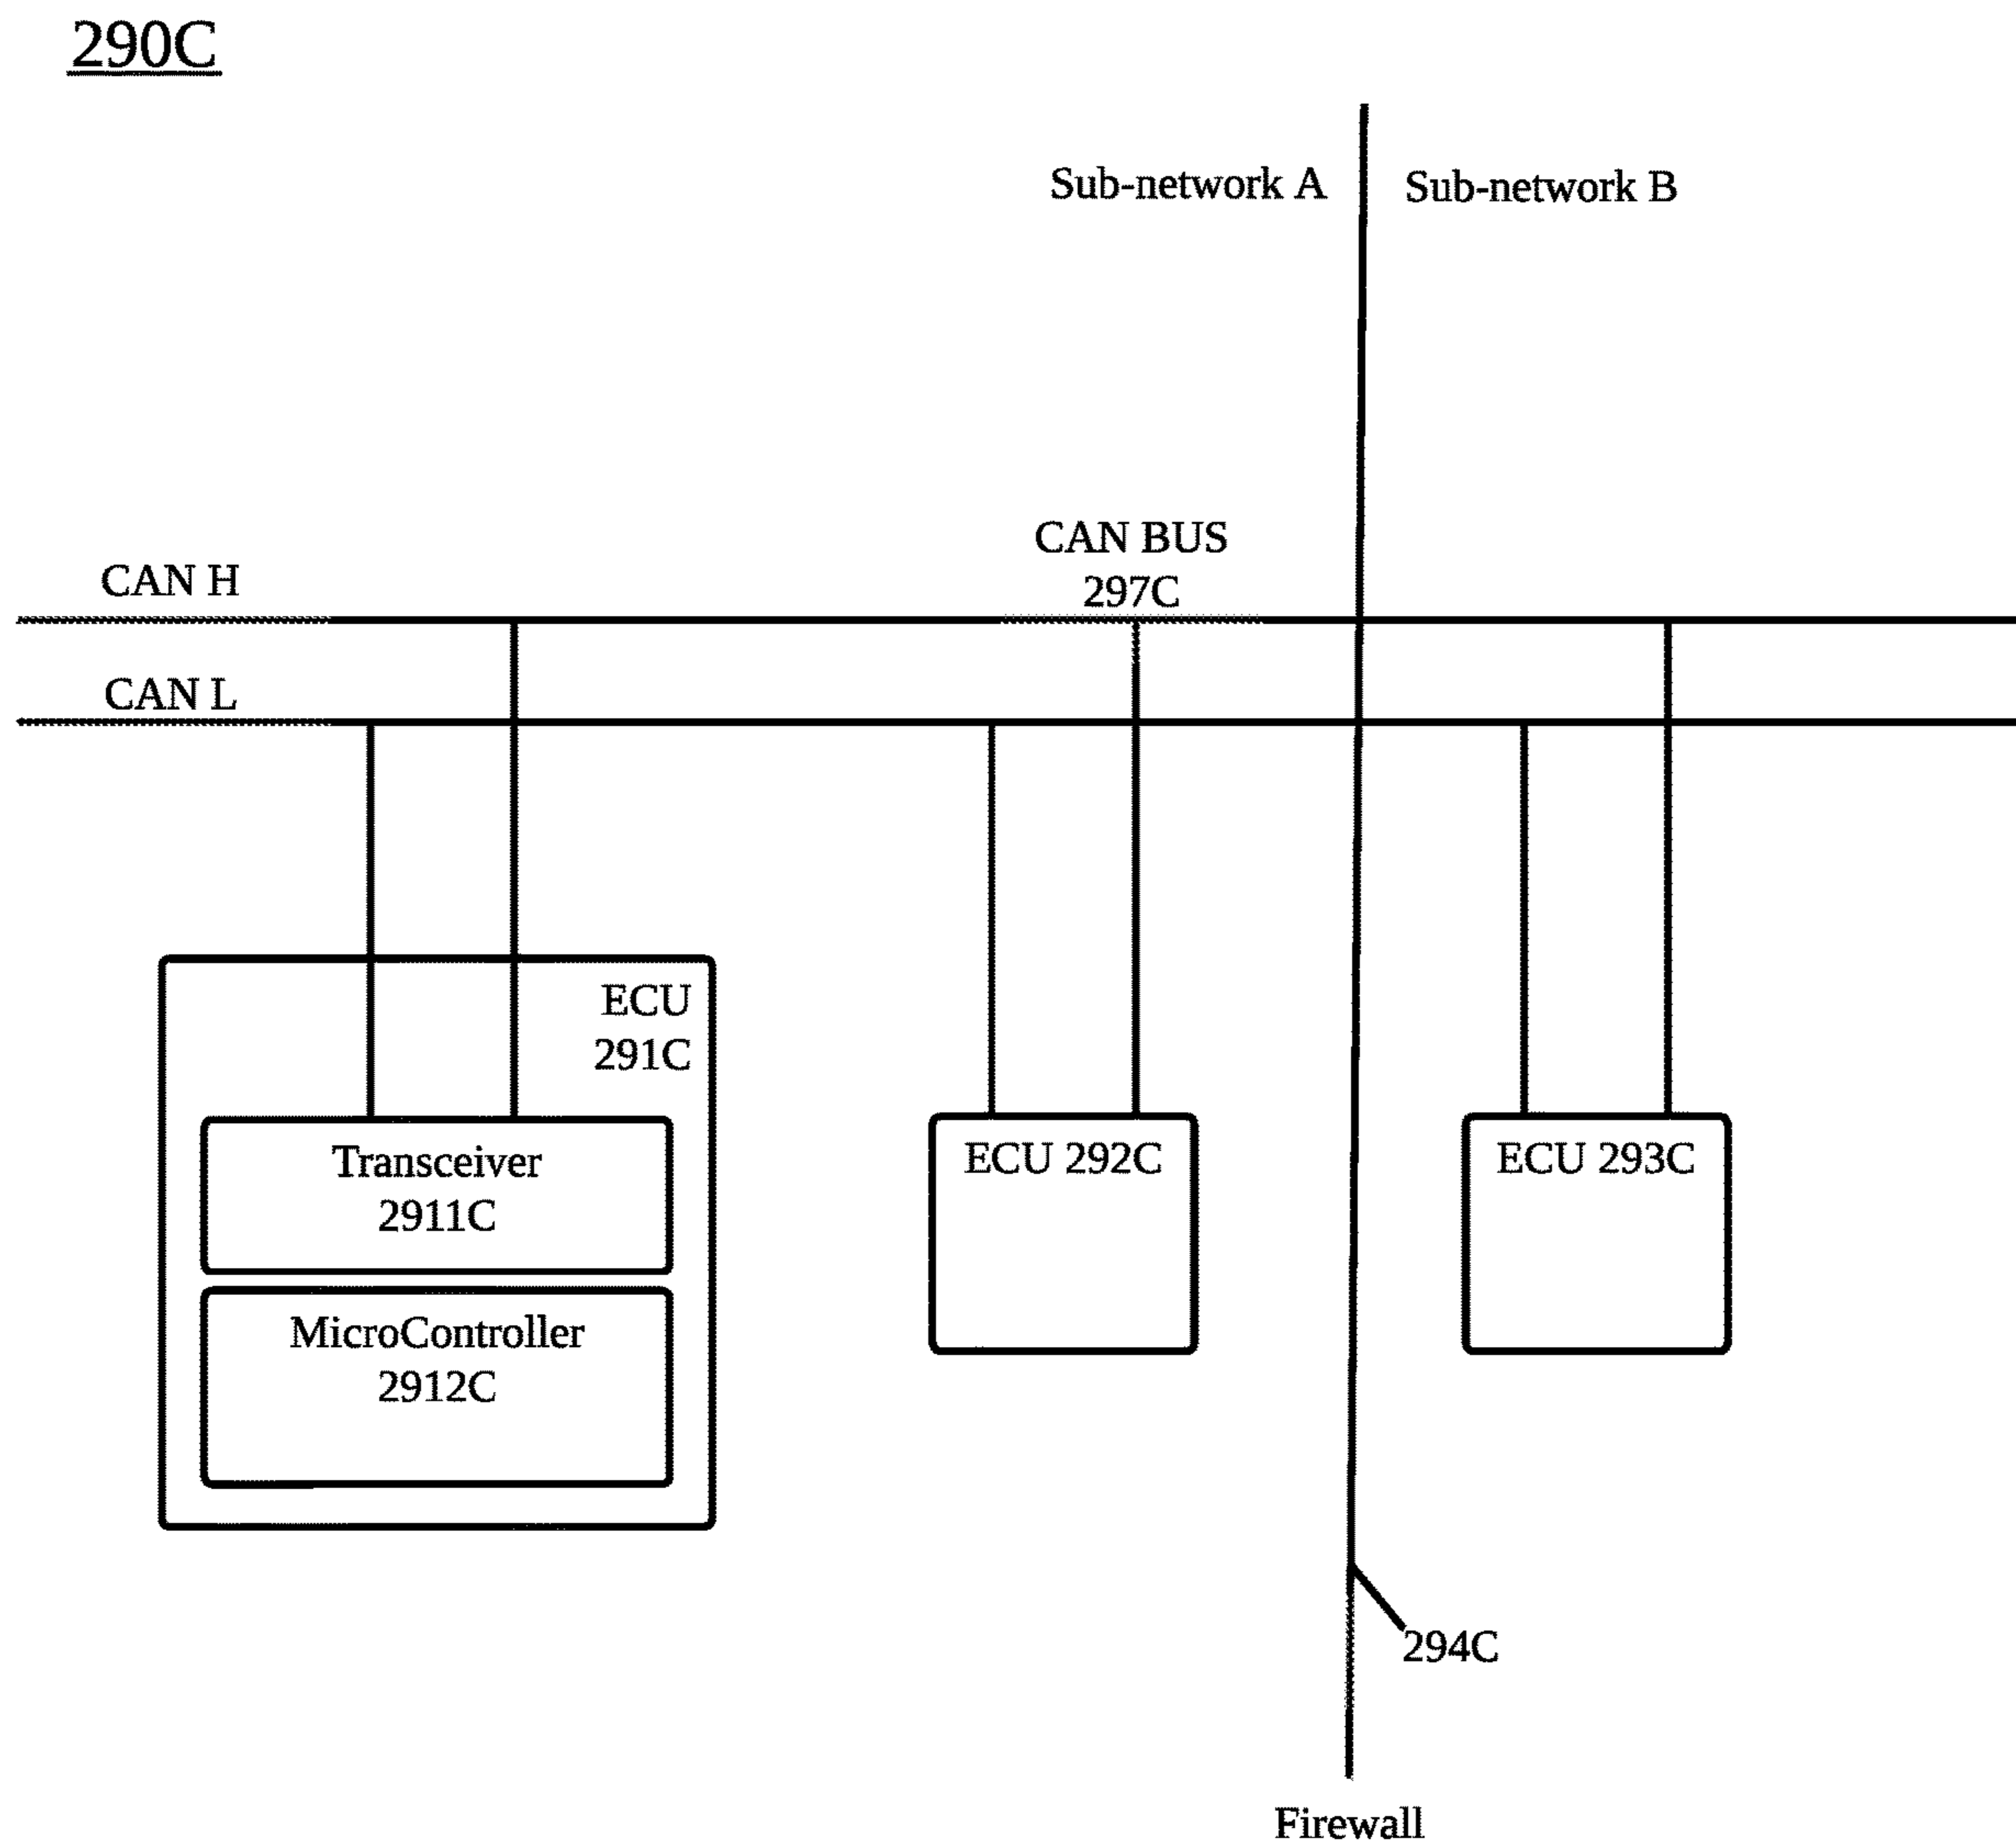 290C
Sub-network A
Sub-network B
CAN BUS
297C
CAN H
CAN L
ECU
291C
Transceiver
2911C
MicroController
2912C
ECU 292C
ECU 293C
294C
Firewall